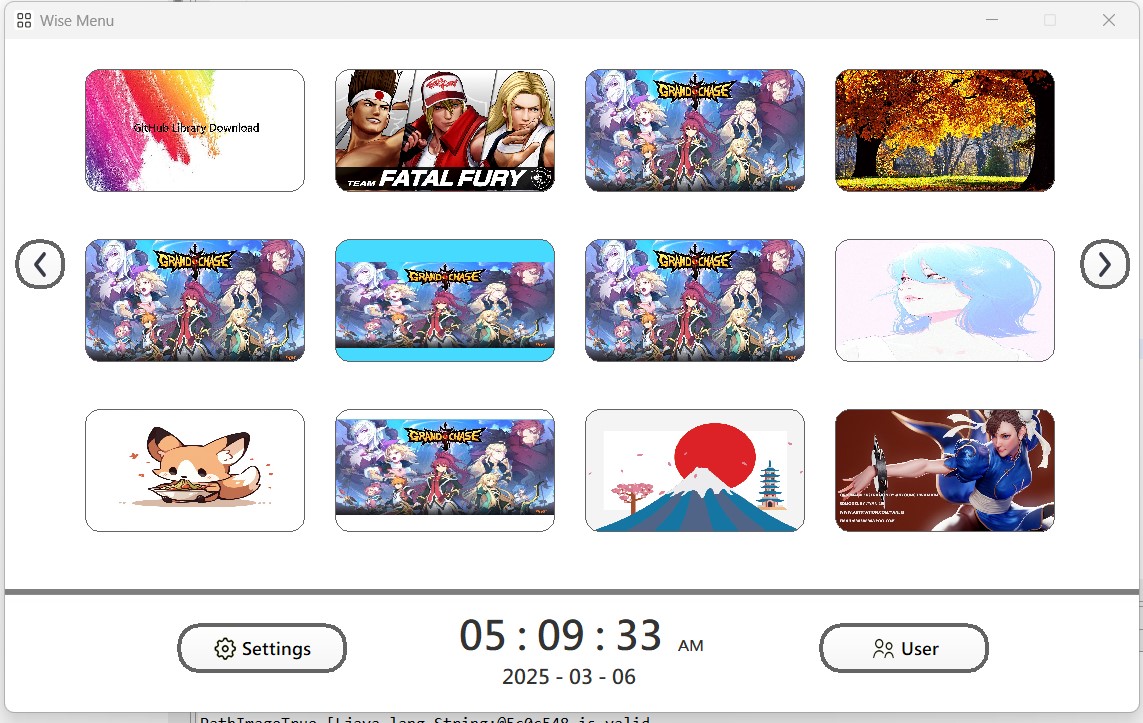 Wise Menu
GitHub Library Download
TEAM FATAL FURY
GRAND CHASE
GRAND CHASE
GRAND CHASE
GRAND CHASE
GRAND CHASE
Settings
05 : 09 : 33 AM
2025 - 03 - 06
User
PathImageTrue [Ljava.lang.String;@5c0c548 is valid